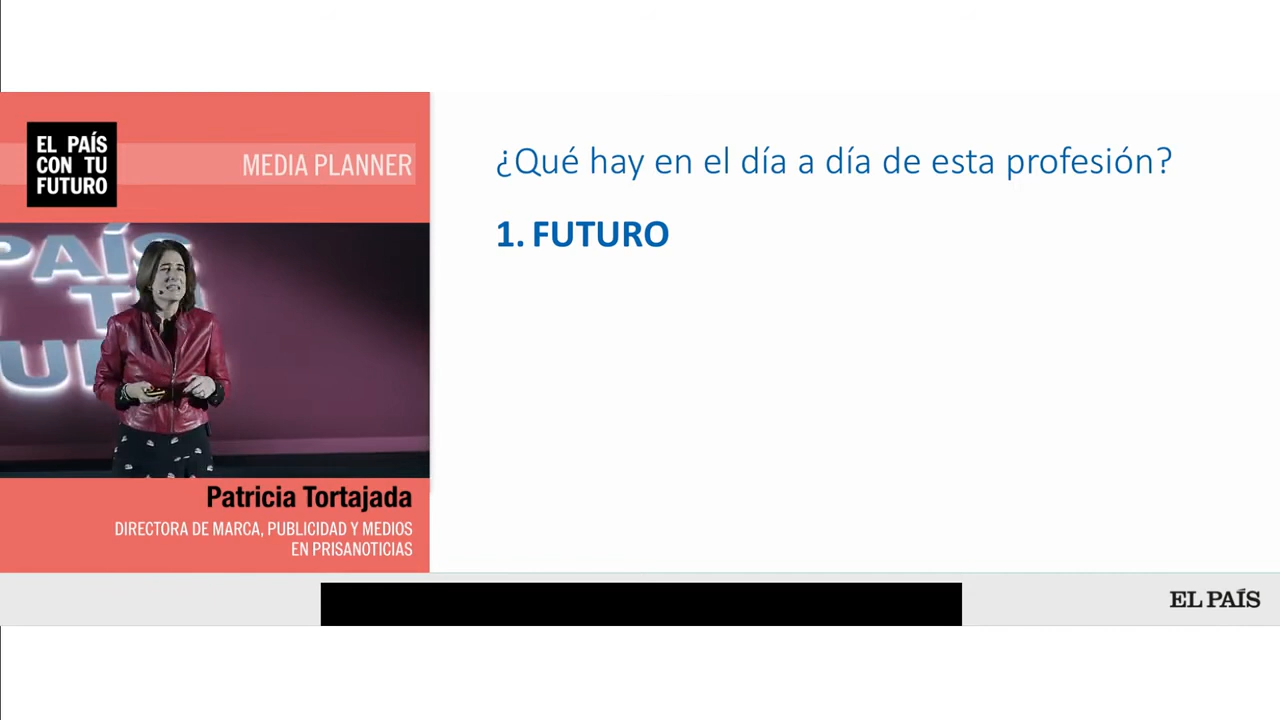 EL PAÍS
CON TU
FUTURO
MEDIA PLANNER
¿Qué hay en el día a día de esta profesión?
1. FUTURO
PAÍS
Patricia Tortajada
DIRECTORA DE MARCA, PUBLICIDAD Y MEDIOS
EN PRISANOTICIAS
EL PAÍS